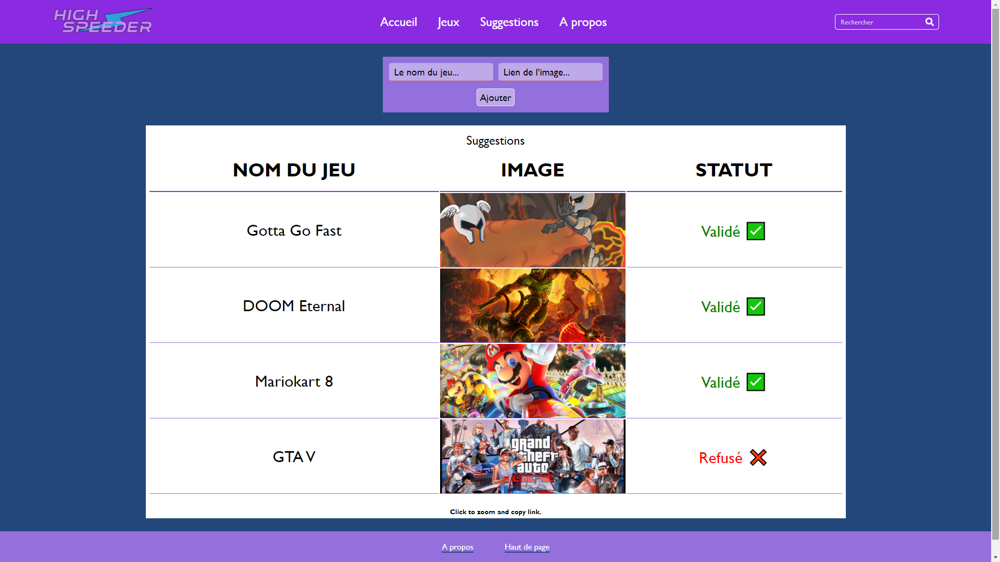 HIGH SPEEDER
Accueil Jeux Suggestions A propos
Rechercher
Le nom du jeu... Lien de l'image...
Ajouter
Suggestions
NOM DU JEU IMAGE STATUT
Gotta Go Fast Validé
DOOM Eternal Validé
M
Mariokart 8 Validé
grand
theft
auto
ONLINE
GTA V Refusé
Click to zoom and copy link.
A propos Haut de page